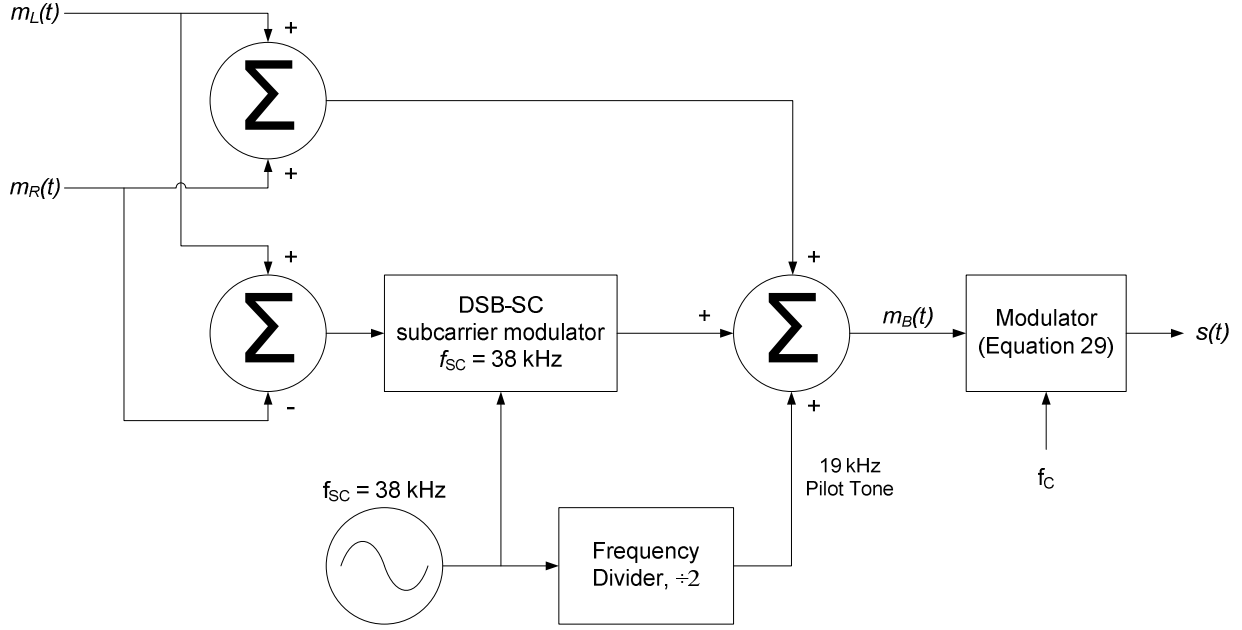 mL(t)
+
Σ
+
mR(t)
+
Σ
-
DSB-SC
subcarrier modulator
fSC = 38 kHz
+
+
Σ
+
mB(t)
Modulator
(Equation 29)
s(t)
fC
19 kHz
Pilot Tone
fSC = 38 kHz
Frequency
Divider, ÷2